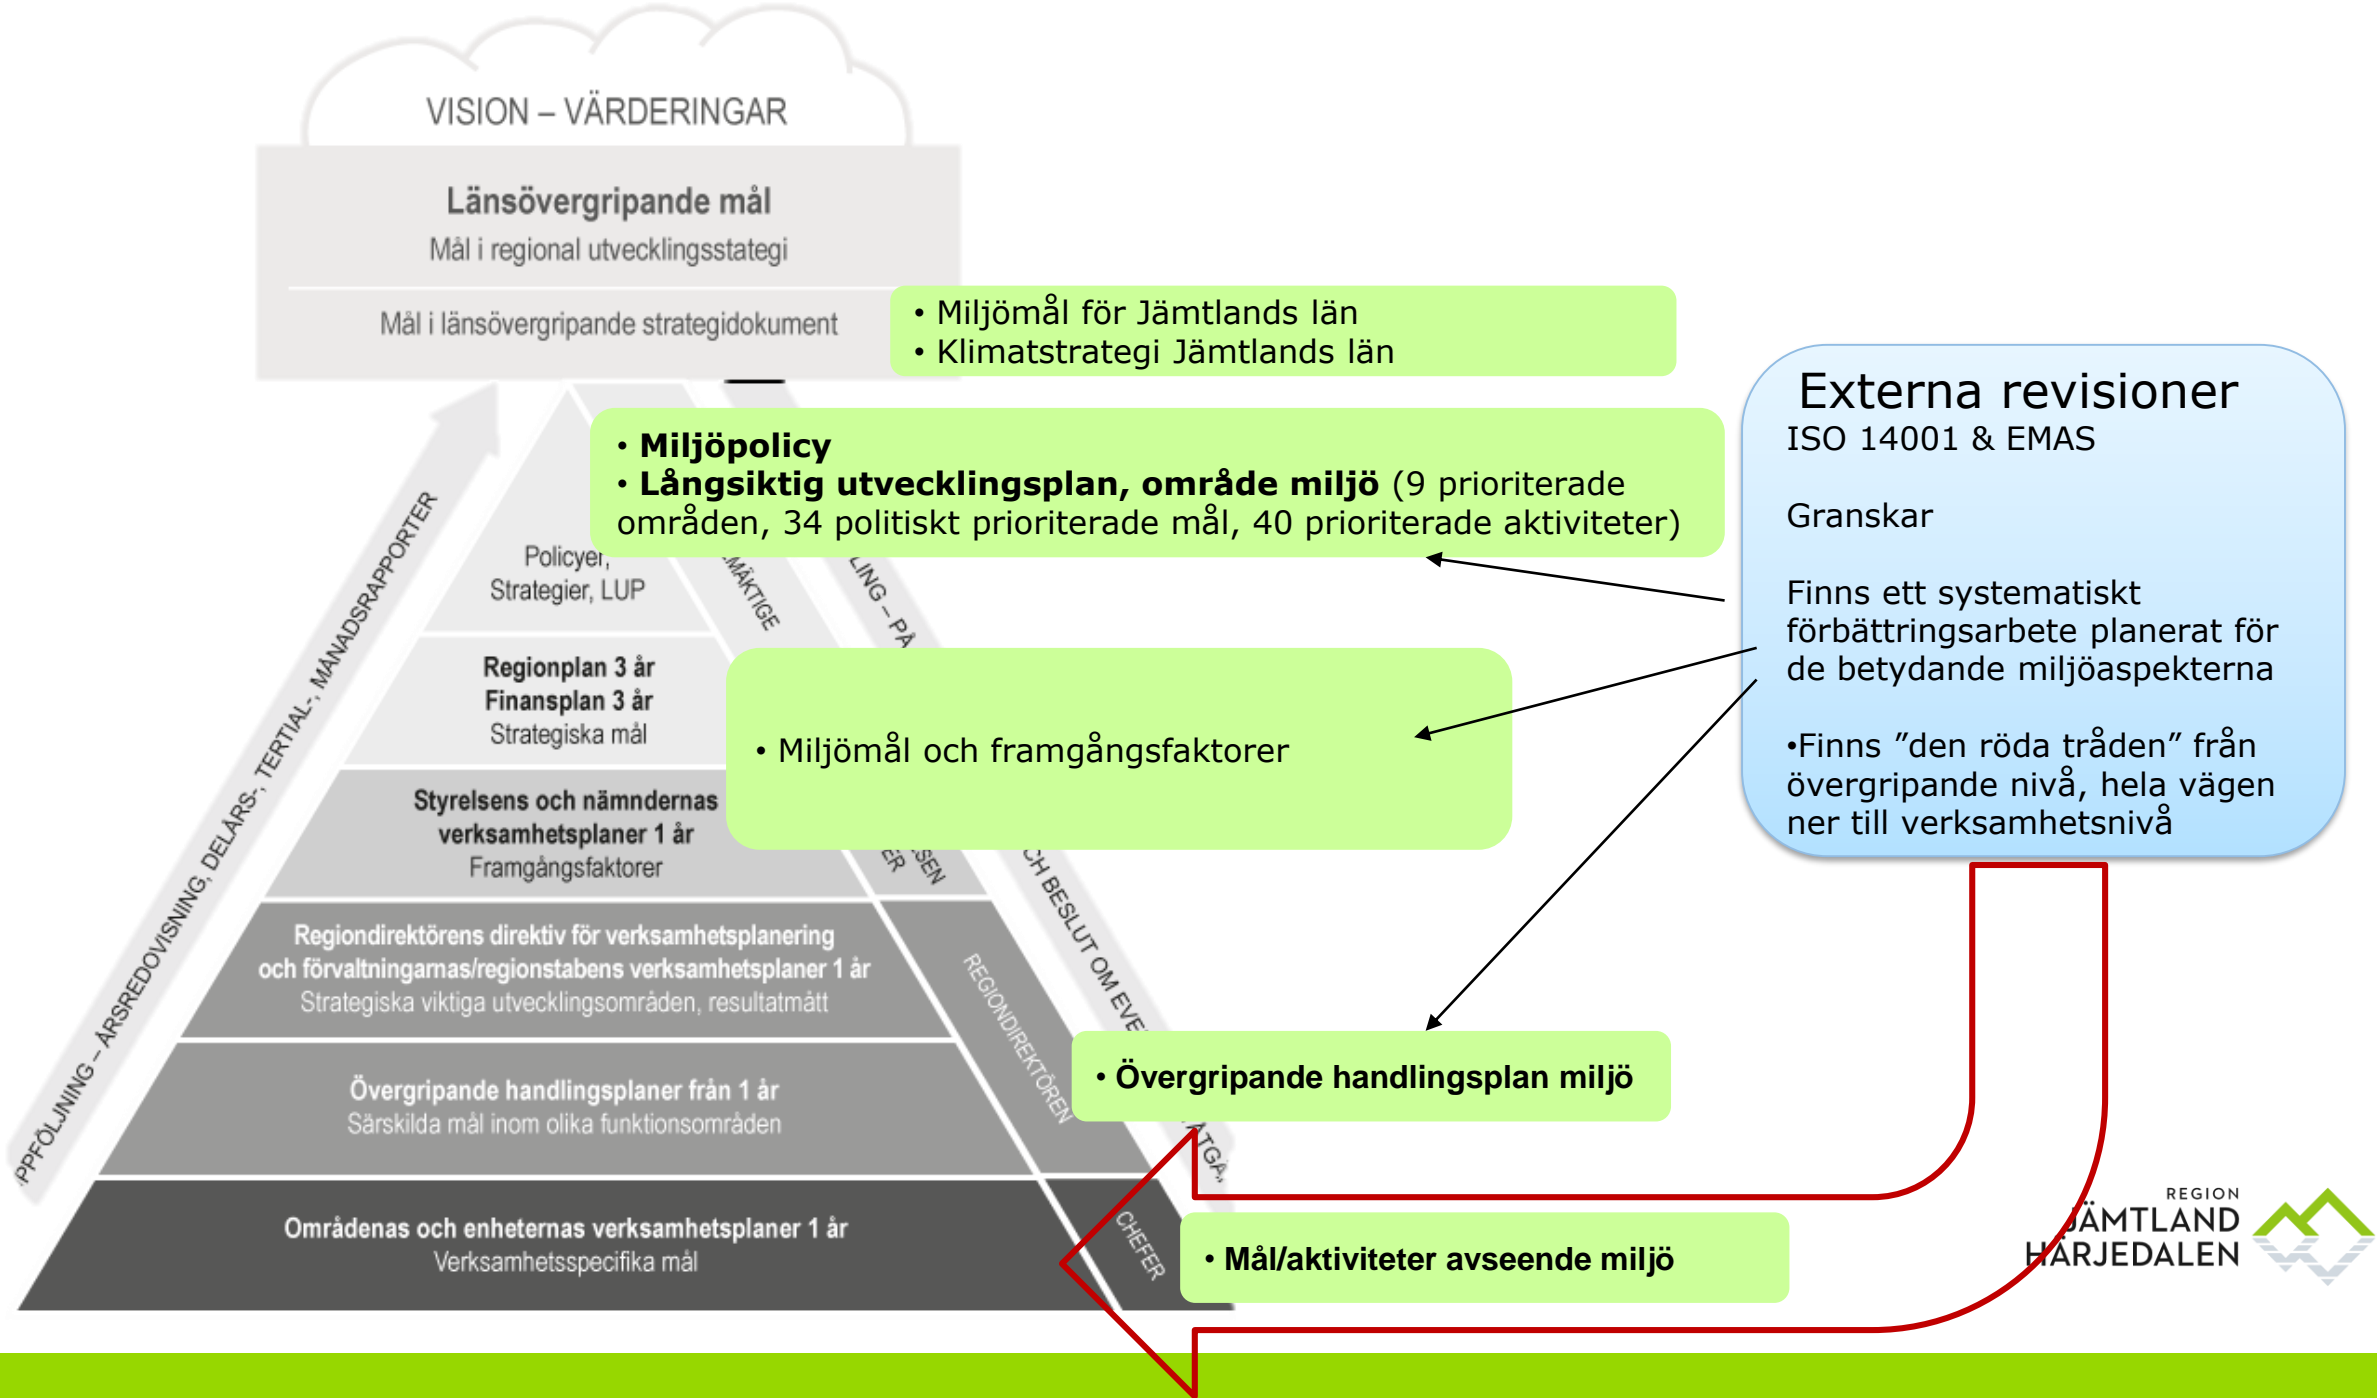 VISION – VÄRDERINGAR
Länsövergripande mål
Mål i regional utvecklingsstategi
Mål i länsövergripande strategidokument
• Miljömål för Jämtlands län
• Klimatstrategi Jämtlands län
• Miljöpolicy
• Långsiktig utvecklingsplan, område miljö (9 prioriterade
områden, 34 politiskt prioriterade mål, 40 prioriterade aktiviteter)
Policyer,
Strategier, LUP
Regionplan 3 år
Finansplan 3 år
Strategiska mål
• Miljömål och framgångsfaktorer
Styrelsens och nämndernas
verksamhetsplaner 1 år
Framgångsfaktorer
Regiondirektörens direktiv för verksamhetsplanering
och förvaltningarnas/regionstabens verksamhetsplaner 1 år
Strategiska viktiga utvecklingsområden, resultatmått
Övergripande handlingsplaner från 1 år
Särskilda mål inom olika funktionsområden
• Övergripande handlingsplan miljö
Områdenas och enheternas verksamhetsplaner 1 år
Verksamhetsspecifika mål
• Mål/aktiviteter avseende miljö
– ÅRSREDOVISNING, DELÅRS-, TERTIAL-, MÅNADSRAPPORTER
– PÅ
BESLUT OM
REGIONDIREKTÖREN
CHEFER
Externa revisioner
ISO 14001 & EMAS
Granskar
Finns ett systematiskt
förbättringsarbete planerat för
de betydande miljöaspekterna
•Finns ”den röda tråden” från
övergripande nivå, hela vägen
ner till verksamhetsnivå
REGION
JÄMTLAND
HÄRJEDALEN